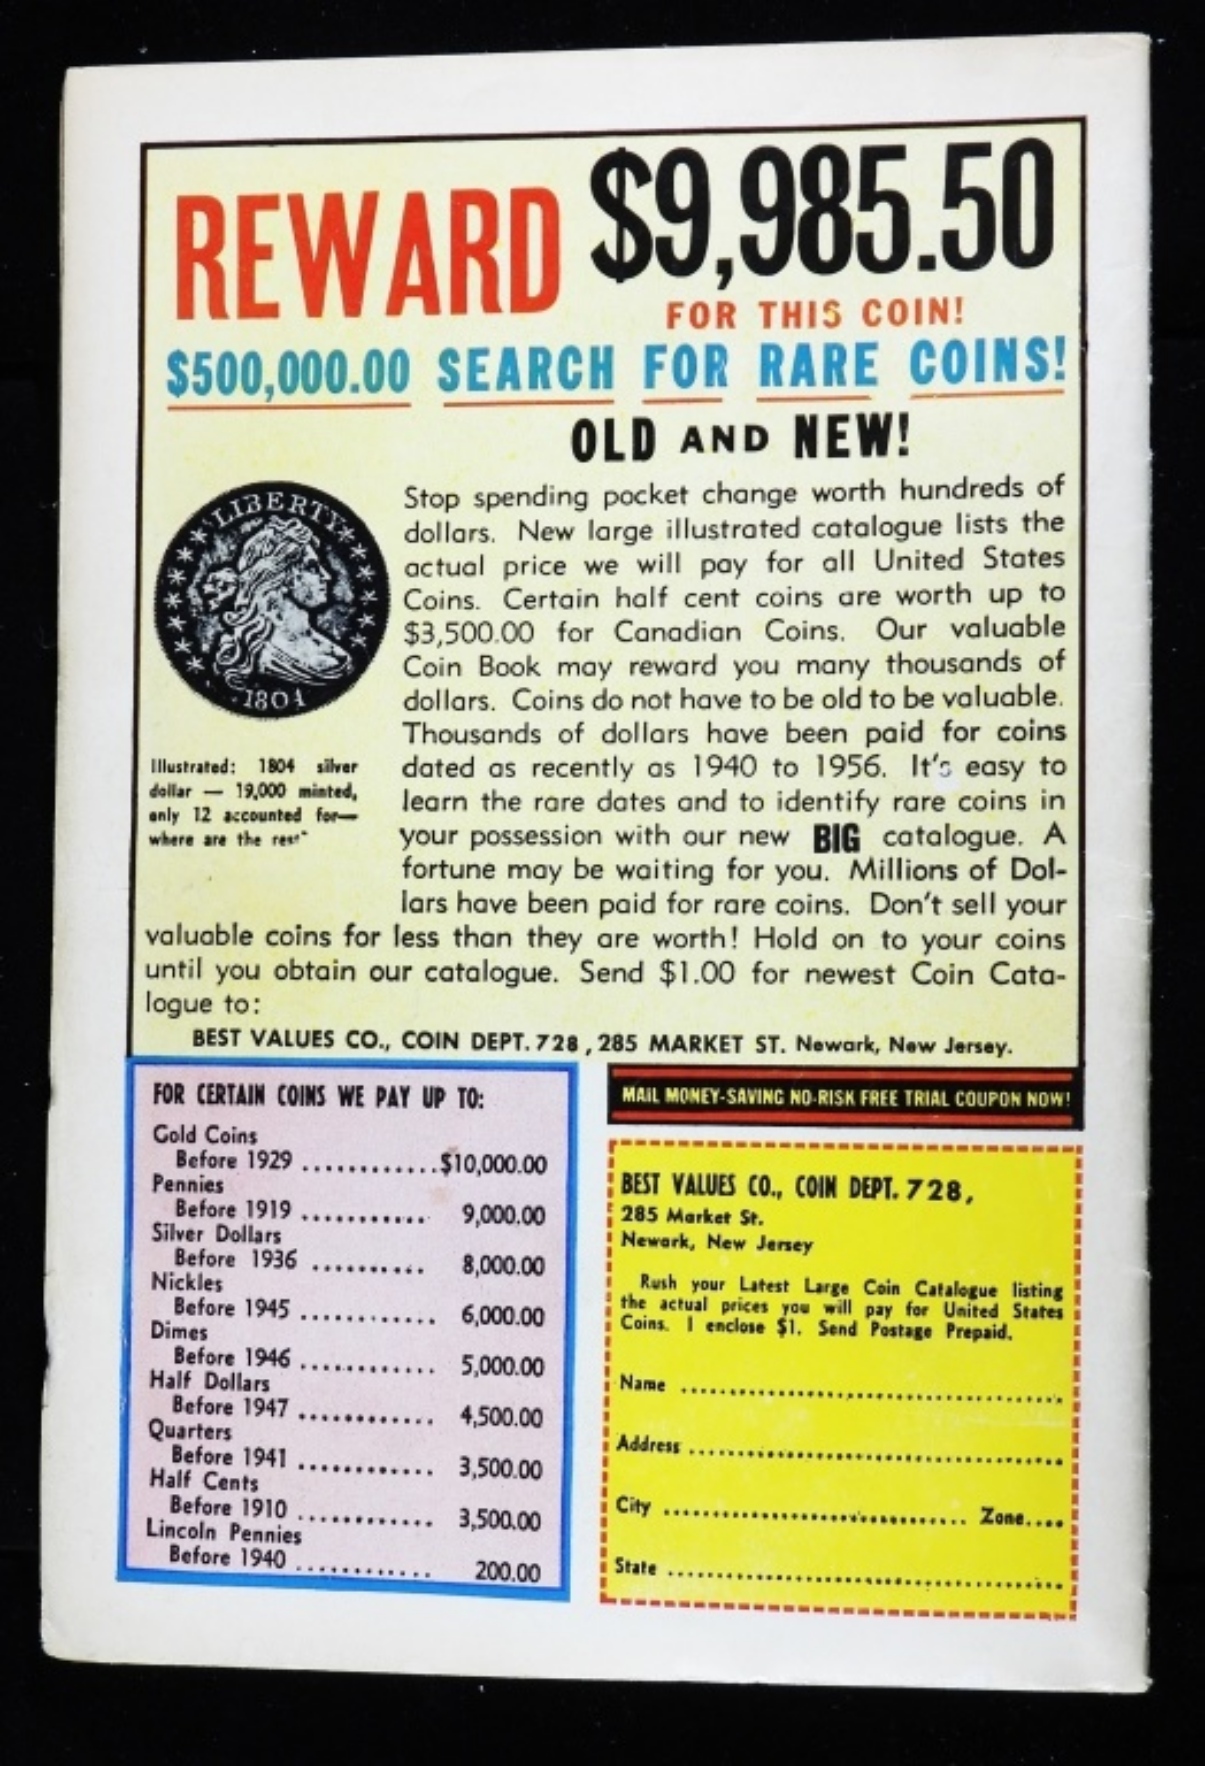 REWARD $9,985.50
FOR THIS COIN!
$500,000.00 SEARCH FOR RARE COINS!
OLD AND NEW!
LIBERTY
1804
Illustrated: 1804 silver
dollar — 19,000 minted,
only 12 accounted for—
where are the rest
Stop spending pocket change worth hundreds of
dollars. New large illustrated catalogue lists the
actual price we will pay for all United States
Coins. Certain half cent coins are worth up to
$3,500.00 for Canadian Coins. Our valuable
Coin Book may reward you many thousands of
dollars. Coins do not have to be old to be valuable.
Thousands of dollars have been paid for coins
dated as recently as 1940 to 1956. It's easy to
learn the rare dates and to identify rare coins in
your possession with our new BIG catalogue. A
fortune may be waiting for you. Millions of Dol-
lars have been paid for rare coins. Don't sell your
valuable coins for less than they are worth! Hold on to your coins
until you obtain our catalogue. Send $1.00 for newest Coin Cata-
logue to:
BEST VALUES CO., COIN DEPT. 728, 285 MARKET ST. Newark, New Jersey.
FOR CERTAIN COINS WE PAY UP TO:
Gold Coins
Before 1929 ............$10,000.00
Pennies
Before 1919 ............ 9,000.00
Silver Dollars
Before 1936 .......... 8,000.00
Nickles
Before 1945 ............ 6,000.00
Dimes
Before 1946 ............ 5,000.00
Half Dollars
Before 1947 ............ 4,500.00
Quarters
Before 1941 ............ 3,500.00
Half Cents
Before 1910 ............ 3,500.00
Lincoln Pennies
Before 1940 ............ 200.00
MAIL MONEY-SAVING NO-RISK FREE TRIAL COUPON NOW!
BEST VALUES CO., COIN DEPT. 728,
285 Market St.
Newark, New Jersey
Rush your Latest Large Coin Catalogue listing
the actual prices you will pay for United States
Coins. I enclose $1. Send Postage Prepaid.
Name ........................................
Address ........................................
City .............................. Zone....
State ........................................